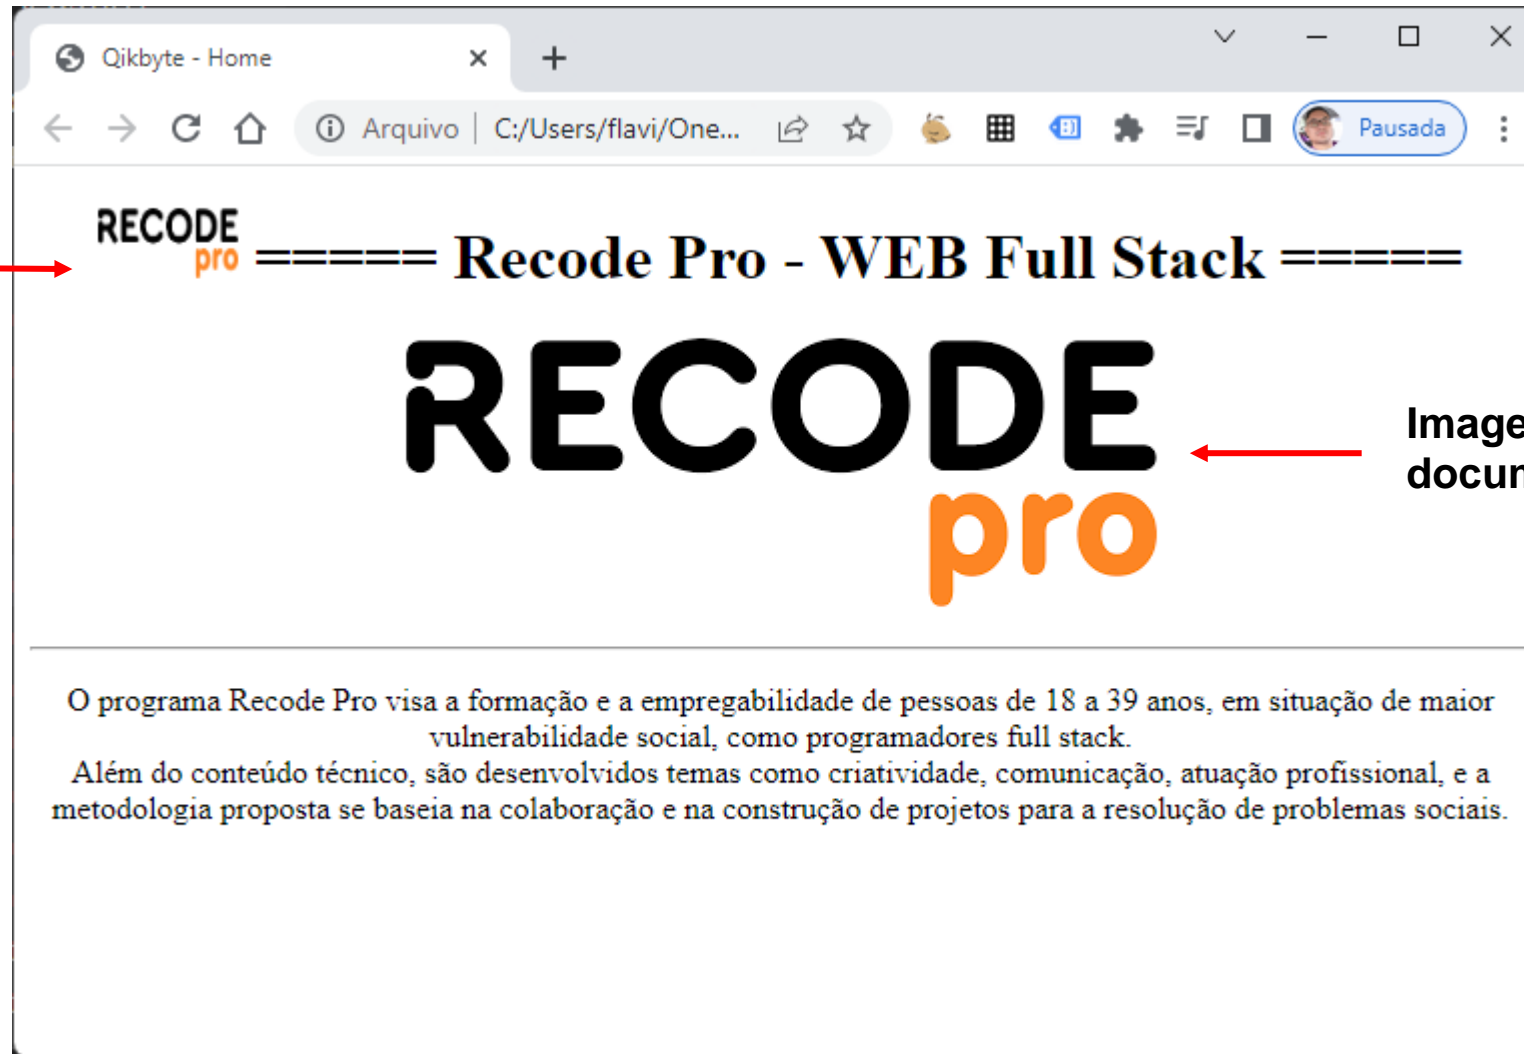 Qikbyte - Home
Arquivo | C:/Users/flavi/One...
Pausada
RECODE
pro
===== Recode Pro - WEB Full Stack =====
RECODE
pro
O programa Recode Pro visa a formação e a empregabilidade de pessoas de 18 a 39 anos, em situação de maior
vulnerabilidade social, como programadores full stack.
Além do conteúdo técnico, são desenvolvidos temas como criatividade, comunicação, atuação profissional, e a
metodologia proposta se baseia na colaboração e na construção de projetos para a resolução de problemas sociais.